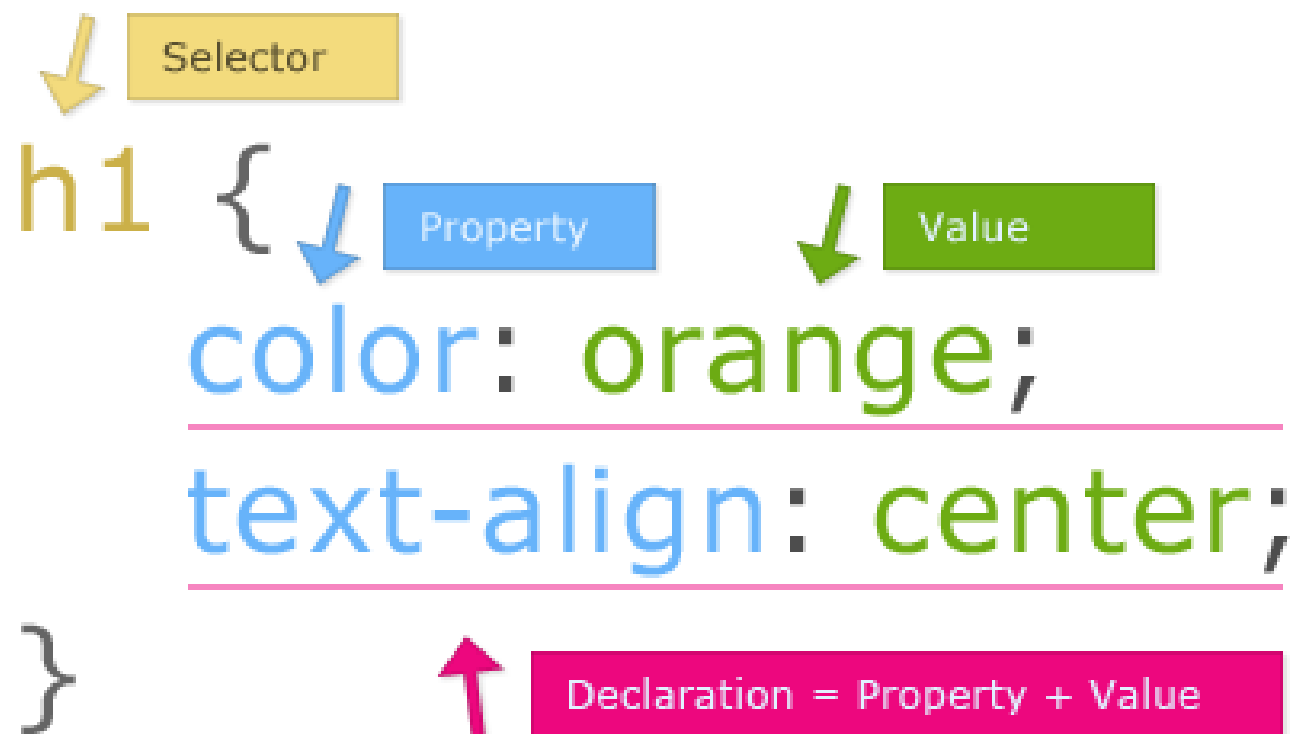 Selector
h1 {
Property
Value
color: orange;
text-align: center;
}
Declaration = Property + Value